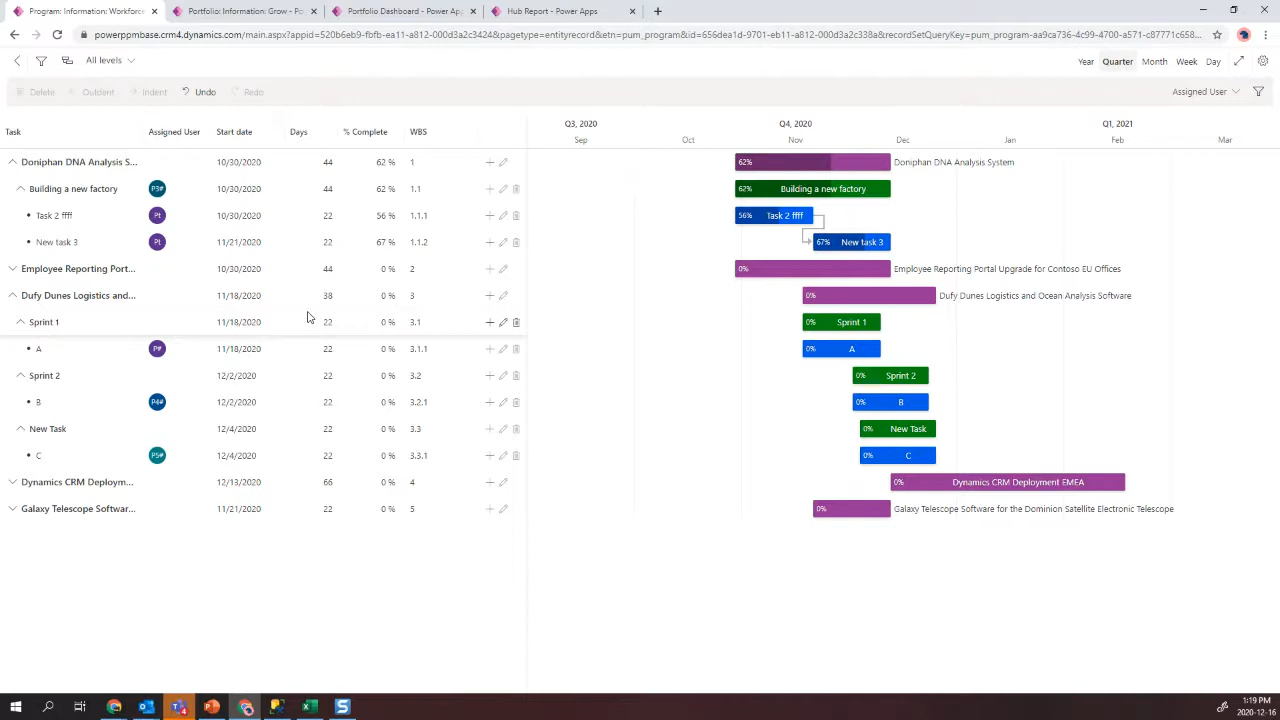 Program: Information: Workforce
Portfolio: Information: Grow - Po
Portfolio Dashboard - Power App
Hub Report - Power Apps
powerppmbase.crm4.dynamics.com/main.aspx?appid=520b6eb9-fbfb-ea11-a812-000d3a2c3424&pagetype=entityrecord&etn=pum_program&id=656dea1d-9701-eb11-a812-000d3a2c338a&recordSetQueryKey=pum_program-aa9ca736-4c99-4700-a571-c87771c658...
All levels
Year Quarter Month Week Day
Delete Outdent Indent Undo Redo
Assigned User
Q3, 2020 Q4, 2020 Q1, 2021
Task Assigned User Start date Days % Complete WBS
Sep Oct Nov Dec Jan Feb Mar
Doniphan DNA Analysis S... 10/30/2020 44 62 % 1 62% Doniphan DNA Analysis System
Building a new factory P3# 10/30/2020 44 62 % 1.1 62% Building a new factory
Task 2 ffff Pt 10/30/2020 22 56 % 1.1.1 56% Task 2 ffff
New task 3 Pt 11/21/2020 22 67 % 1.1.2 67% New task 3
Employee Reporting Port... 10/30/2020 44 0 % 2 0% Employee Reporting Portal Upgrade for Contoso EU Offices
Dufy Dunes Logistics and... 11/18/2020 38 0 % 3 0% Dufy Dunes Logistics and Ocean Analysis Software
Sprint 1 11/18/2020 22 0 % 3.1 0% Sprint 1
A P# 11/18/2020 22 0 % 3.1.1 0% A
Sprint 2 12/2/2020 22 0 % 3.2 0% Sprint 2
B P4# 12/2/2020 22 0 % 3.2.1 0% B
New Task 12/4/2020 22 0 % 3.3 0% New Task
C P5# 12/4/2020 22 0 % 3.3.1 0% C
Dynamics CRM Deploym... 12/13/2020 66 0 % 4 0% Dynamics CRM Deployment EMEA
Galaxy Telescope Softwar... 11/21/2020 22 0 % 5 0% Galaxy Telescope Software for the Dominion Satellite Electronic Telescope
1:19 PM
2020-12-16